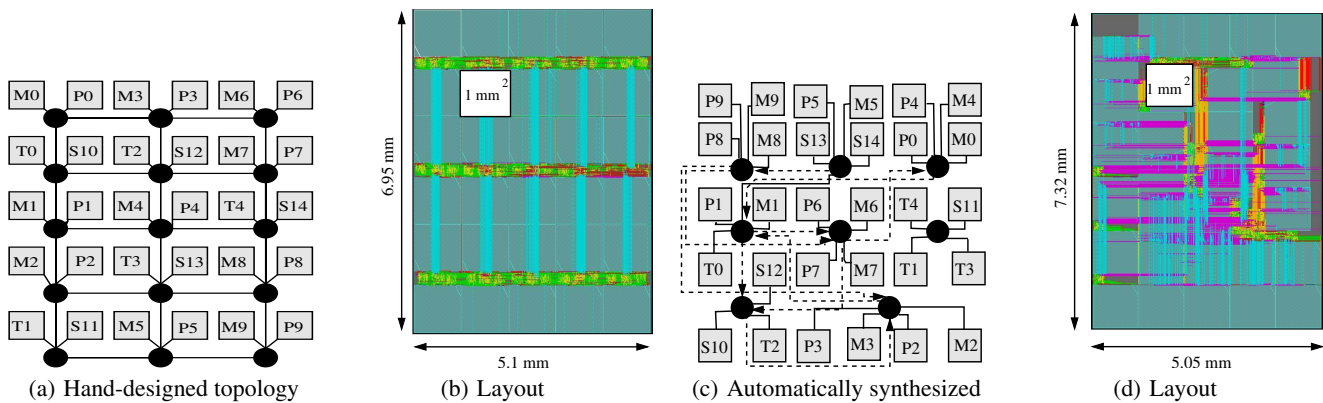 M0 P0 M3 P3 M6 P6
T0 S10 T2 S12 M7 P7
M1 P1 M4 P4 T4 S14
M2 P2 T3 S13 M8 P8
T1 S11 M5 P5 M9 P9
(a) Hand-designed topology
6.95 mm
1 mm 2
5.1 mm
(b) Layout
P9 M9 P5 M5 P4 M4
P8 M8 S13 S14 P0 M0
P1 M1 P6 M6 T4 S11
T0 S12 P7 M7 T1 T3
S10 T2 P3 M3 P2 M2
(c) Automatically synthesized
7.32 mm
1 mm 2
5.05 mm
(d) Layout